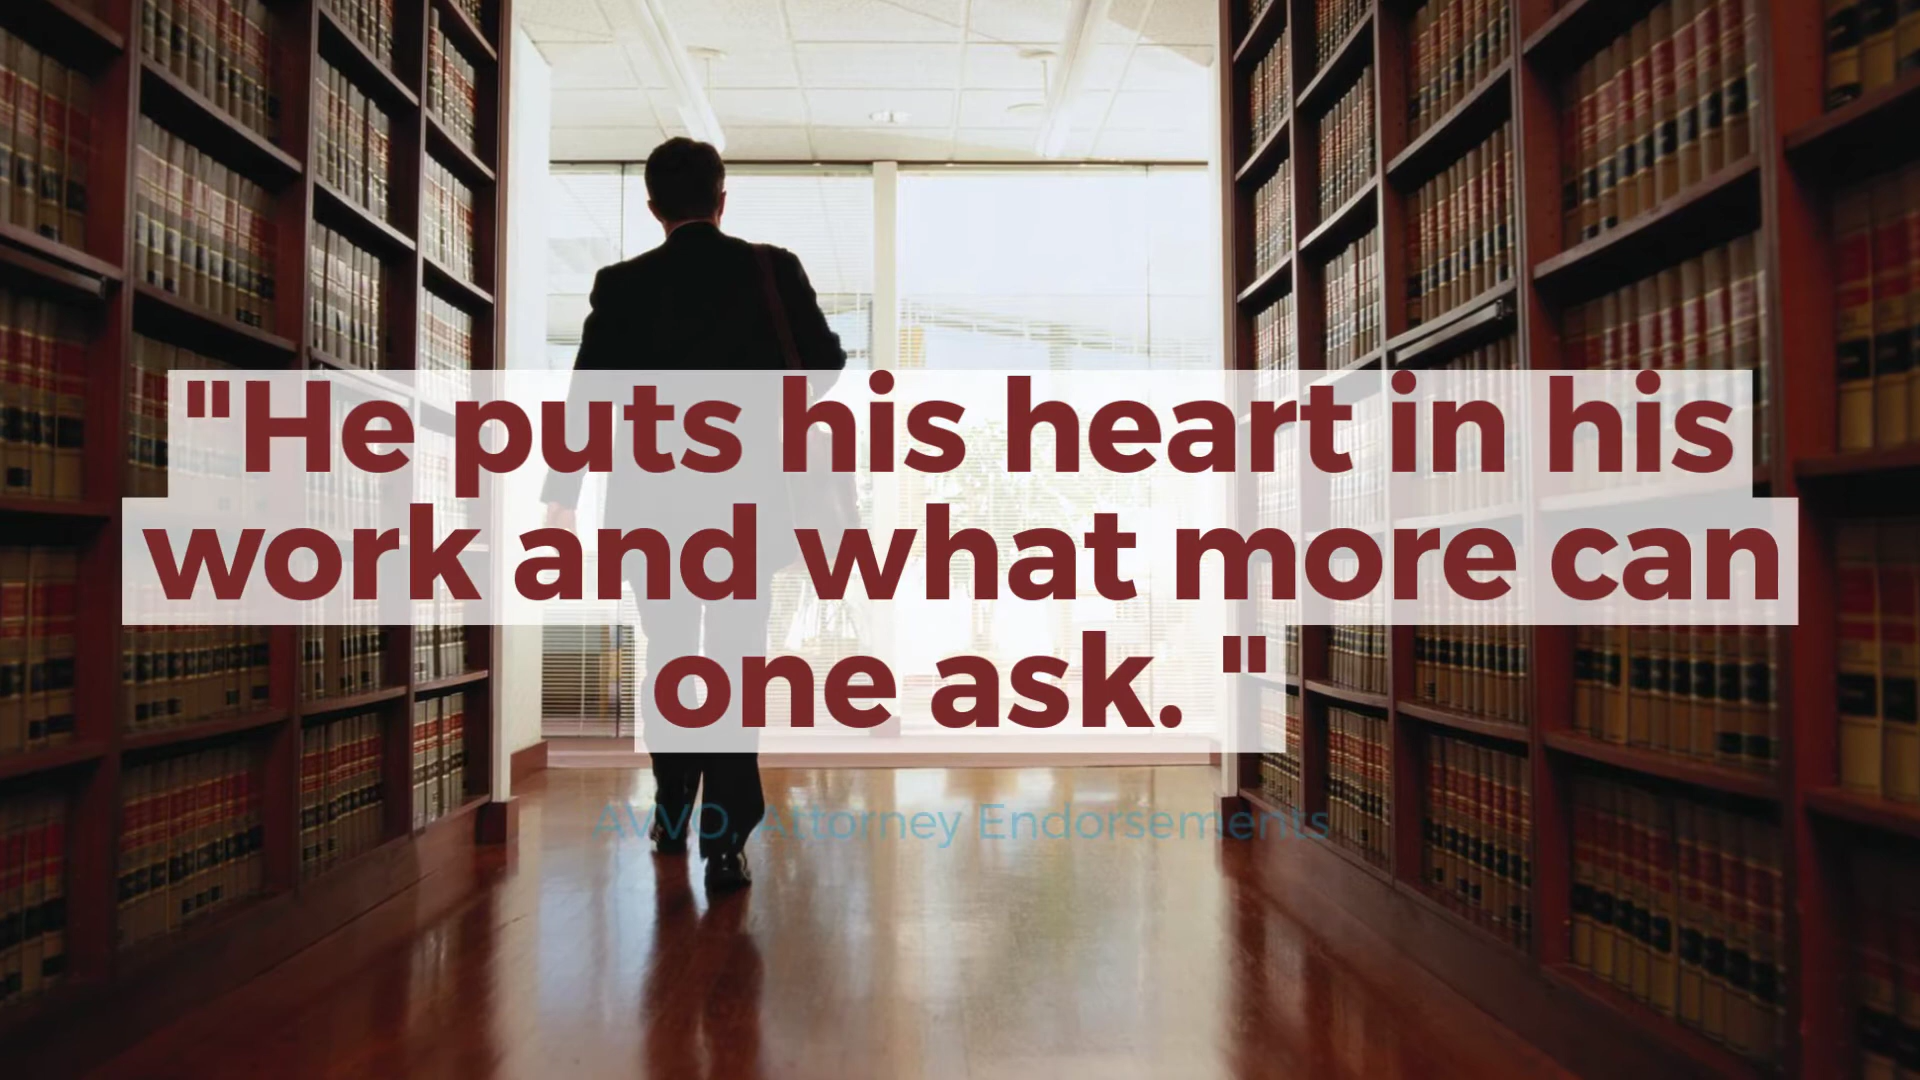 "He puts his heart in his
work and what more can
one ask. "
AVVO, Attorney Endorsements